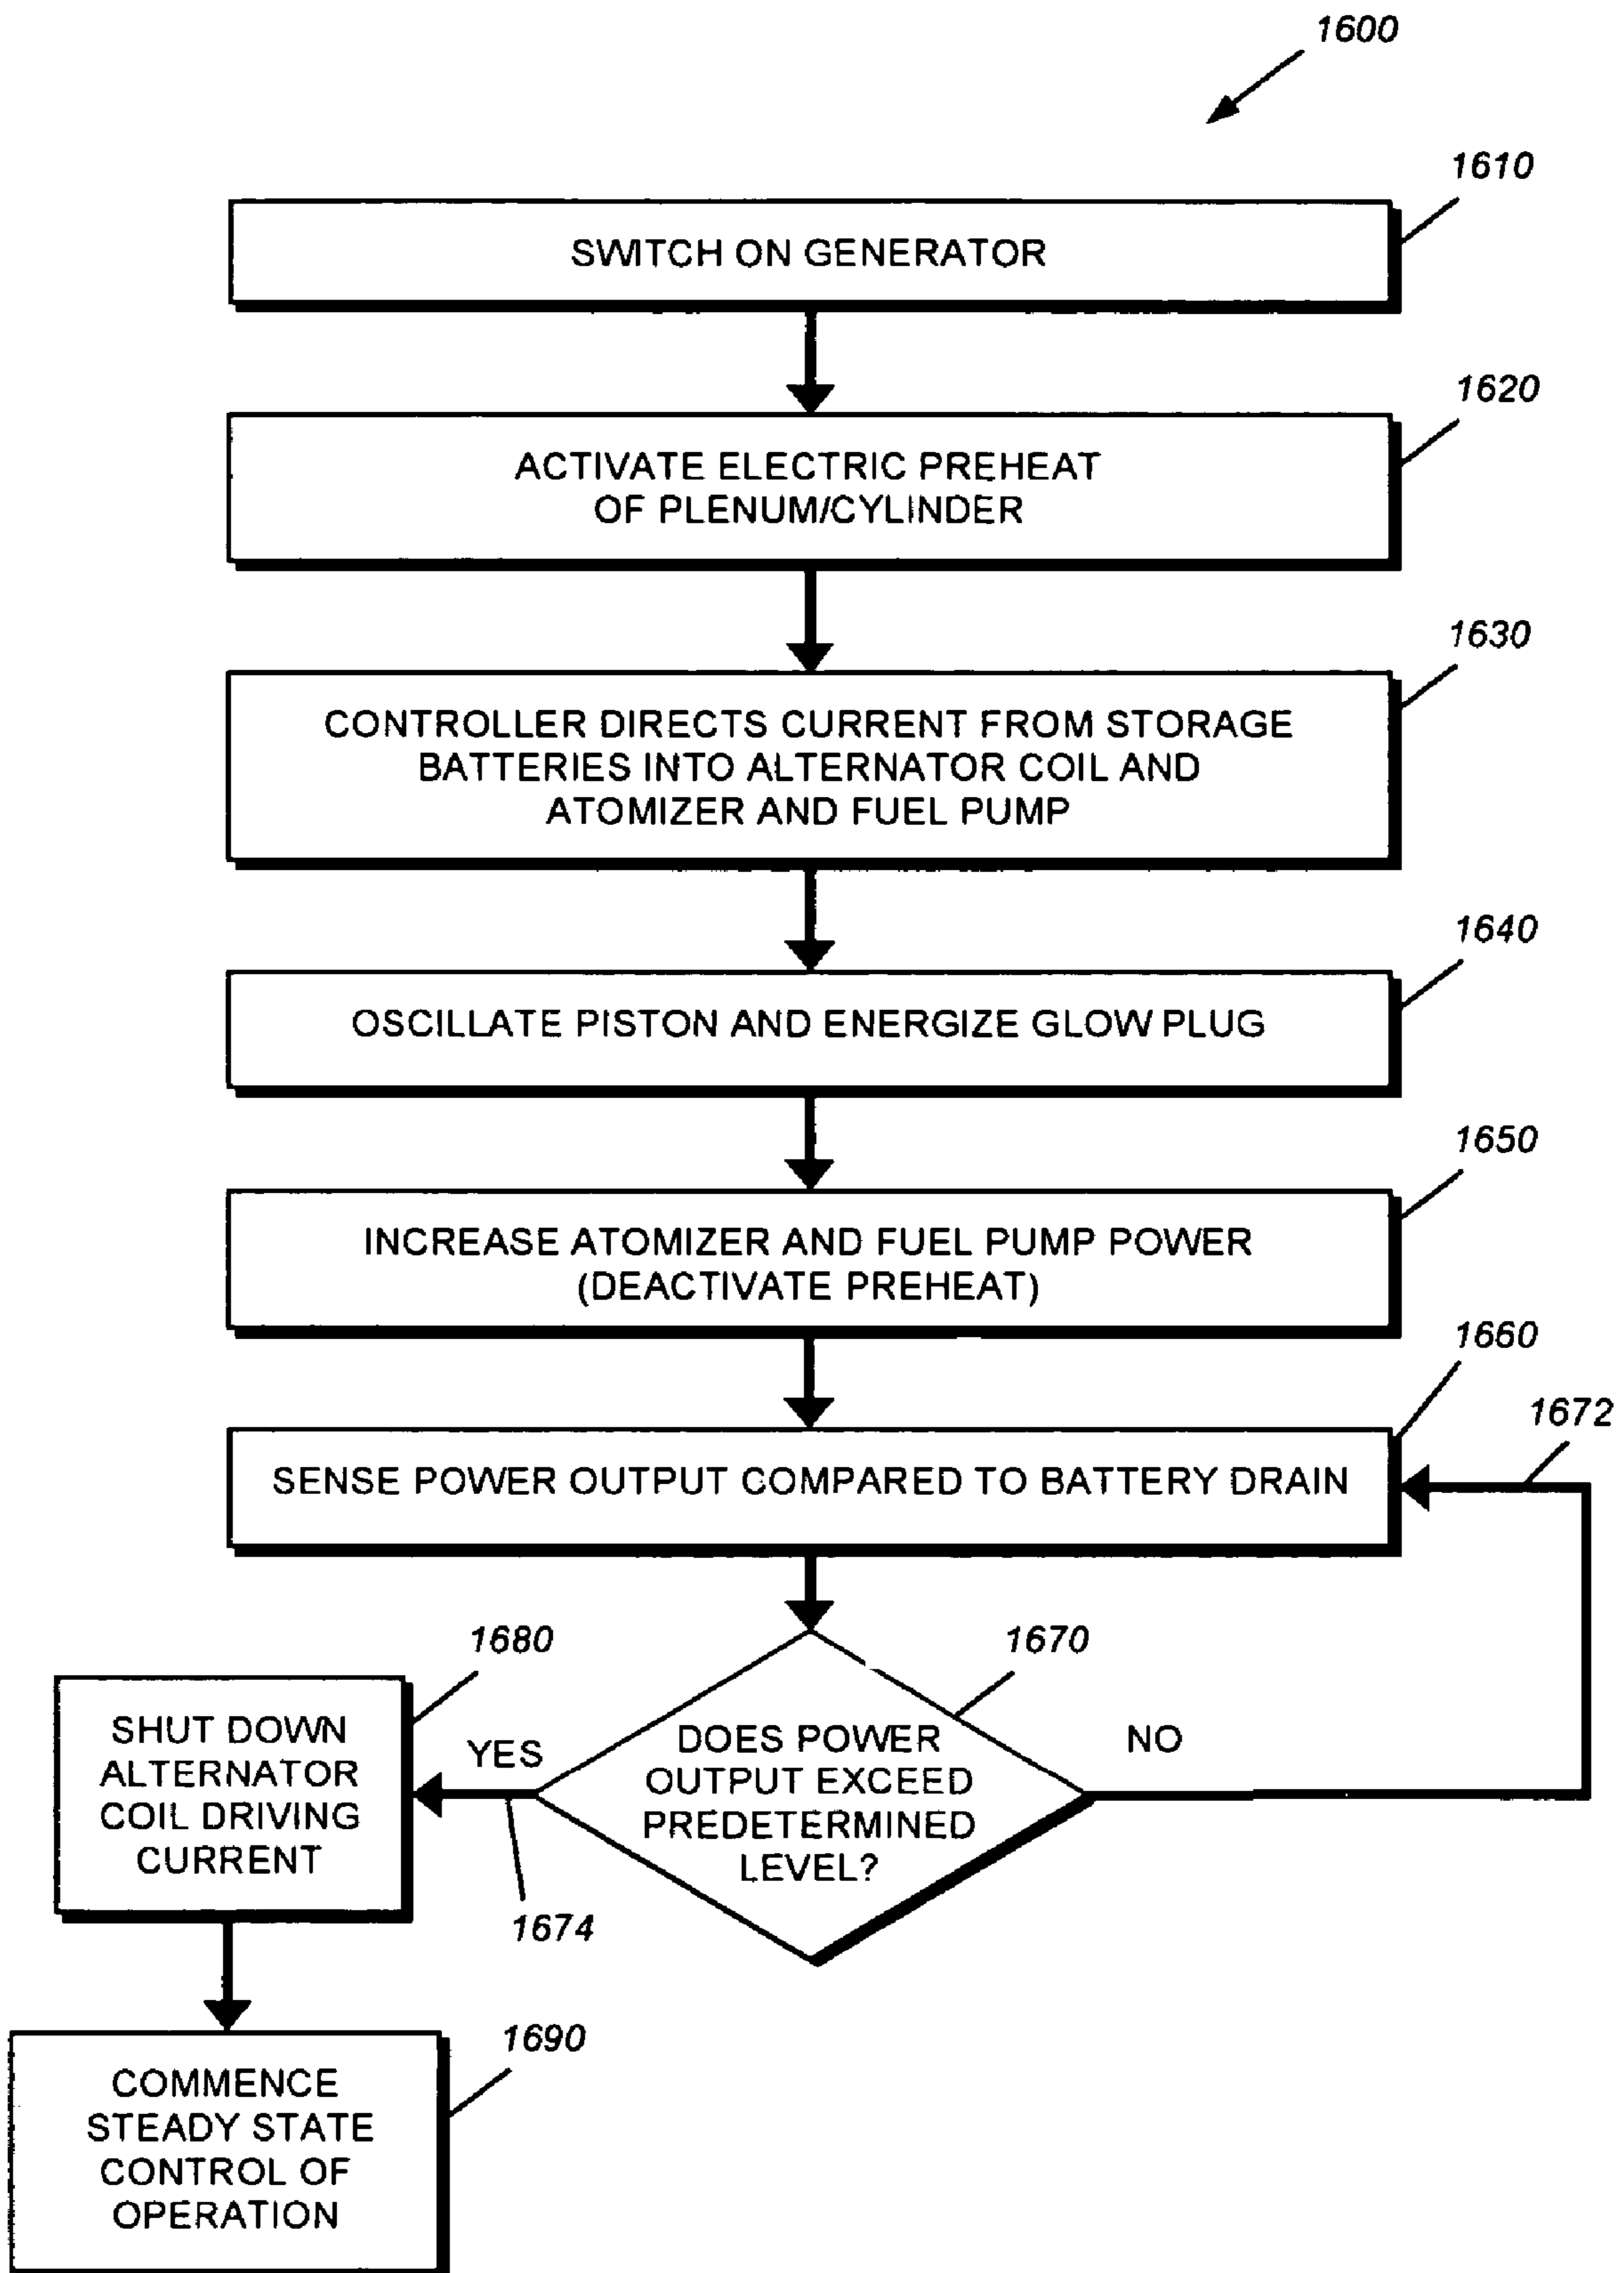 1600
1610
SWITCH ON GENERATOR
1620
ACTIVATE ELECTRIC PREHEAT
OF PLENUM/CYLINDER
1630
CONTROLLER DIRECTS CURRENT FROM STORAGE
BATTERIES INTO ALTERNATOR COIL AND
ATOMIZER AND FUEL PUMP
1640
OSCILLATE PISTON AND ENERGIZE GLOW PLUG
1650
INCREASE ATOMIZER AND FUEL PUMP POWER
(DEACTIVATE PREHEAT)
1660
1672
SENSE POWER OUTPUT COMPARED TO BATTERY DRAIN
1670
DOES POWER
OUTPUT EXCEED
PREDETERMINED
LEVEL?
NO
YES
1674
1680
SHUT DOWN
ALTERNATOR
COIL DRIVING
CURRENT
1690
COMMENCE
STEADY STATE
CONTROL OF
OPERATION